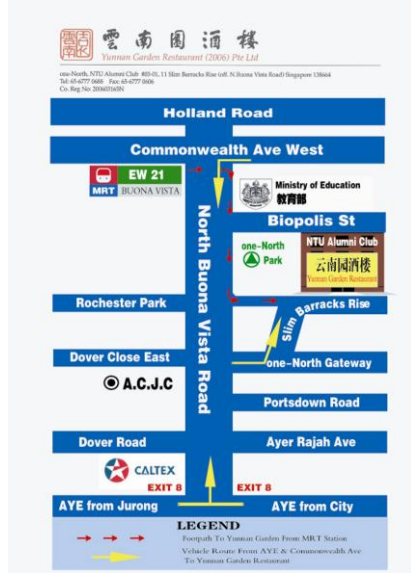 雲南園酒樓
Yunnan Garden Restaurant (2006) Pte Ltd
one-North, NTU Alumni Club #03-01, 11 Slim Barracks Rise (off. N.Buona Vista Road) Singapore 138664
Tel: 65-6777 0688 Fax: 65-6777 0606
Co. Reg No: 200603165N
Holland Road
Commonwealth Ave West
EW 21
MRT BUONA VISTA
Ministry of Education
教育部
North Buona Vista Road
Biopolis St
one-North
Park
NTU Alumni Club
云南园酒楼
Yunnan Garden Restaurant
Rochester Park
Slim Barracks Rise
Dover Close East
one-North Gateway
A.C.J.C
Portsdown Road
Dover Road
Ayer Rajah Ave
CALTEX
EXIT 8
EXIT 8
AYE from Jurong
AYE from City
LEGEND
Footpath To Yunnan Garden From MRT Station
Vehicle Route From AYE & Commonwealth Ave
To Yunnan Garden Restaurant